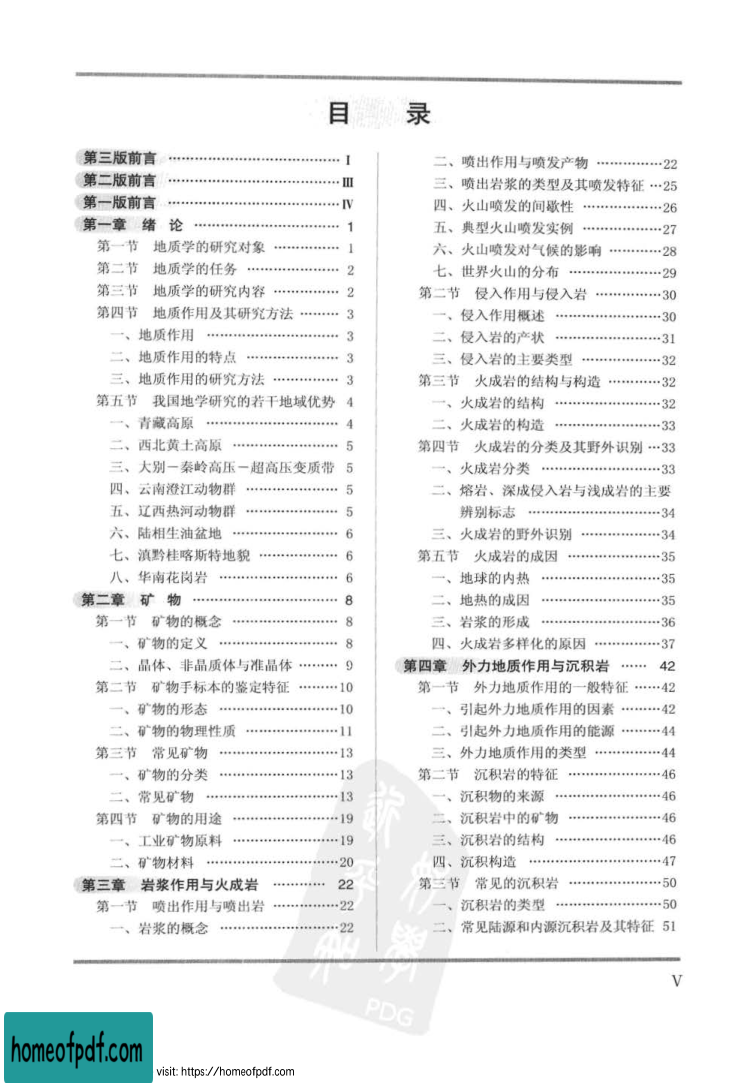 目 录
第三版前言 …………………………………… I
第二版前言 …………………………………… III
第一版前言 …………………………………… IV
第一章 绪 论 ……………………………… 1
第一节 地质学的研究对象 …………… 1
第二节 地质学的任务 ………………… 2
第三节 地质学的研究内容 …………… 2
第四节 地质作用及其研究方法 ……… 3
一、地质作用 ………………………… 3
二、地质作用的特点 ………………… 3
三、地质作用的研究方法 …………… 3
第五节 我国地学研究的若干地域优势 4
一、青藏高原 ………………………… 4
二、西北黄土高原 …………………… 5
三、大别－秦岭高压－超高压变质带 5
四、云南澄江动物群 ………………… 5
五、辽西热河动物群 ………………… 5
六、陆相生油盆地 …………………… 6
七、滇黔桂喀斯特地貌 ……………… 6
八、华南花岗岩 ……………………… 6
第二章 矿 物 ……………………………… 8
第一节 矿物的概念 …………………… 8
一、矿物的定义 ……………………… 8
二、晶体、非晶质体与准晶体 ……… 9
第二节 矿物手标本的鉴定特征 ………10
一、矿物的形态 ………………………10
二、矿物的物理性质 …………………11
第三节 常见矿物 ………………………13
一、矿物的分类 ………………………13
二、常见矿物 …………………………13
第四节 矿物的用途 ……………………19
一、工业矿物原料 ……………………19
二、矿物材料 …………………………20
第三章 岩浆作用与火成岩 ………… 22
第一节 喷出作用与喷出岩 ……………22
一、岩浆的概念 ………………………22
二、喷出作用与喷发产物 ……………22
三、喷出岩浆的类型及其喷发特征 …25
四、火山喷发的间歇性 ………………26
五、典型火山喷发实例 ………………27
六、火山喷发对气候的影响 …………28
七、世界火山的分布 …………………29
第二节 侵入作用与侵入岩 ……………30
一、侵入作用概述 ……………………30
二、侵入岩的产状 ……………………31
三、侵入岩的主要类型 ………………32
第三节 火成岩的结构与构造 …………32
一、火成岩的结构 ……………………32
二、火成岩的构造 ……………………33
第四节 火成岩的分类及其野外识别 …33
一、火成岩分类 ………………………33
二、熔岩、深成侵入岩与浅成岩的主要
辨别标志 …………………………34
三、火成岩的野外识别 ………………34
第五节 火成岩的成因 …………………35
一、地球的内热 ………………………35
二、地热的成因 ………………………35
三、岩浆的形成 ………………………36
四、火成岩多样化的原因 ……………37
第四章 外力地质作用与沉积岩 …… 42
第一节 外力地质作用的一般特征 ……42
一、引起外力地质作用的因素 ………42
二、引起外力地质作用的能源 ………44
三、外力地质作用的类型 ……………44
第二节 沉积岩的特征 …………………46
一、沉积物的来源 ……………………46
二、沉积岩中的矿物 …………………46
三、沉积岩的结构 ……………………46
四、沉积构造 …………………………47
第三节 常见的沉积岩 …………………50
一、沉积岩的类型 ……………………50
二、常见陆源和内源沉积岩及其特征 51
V
PDG
homeofpdf.com
visit: https://homeofpdf.com